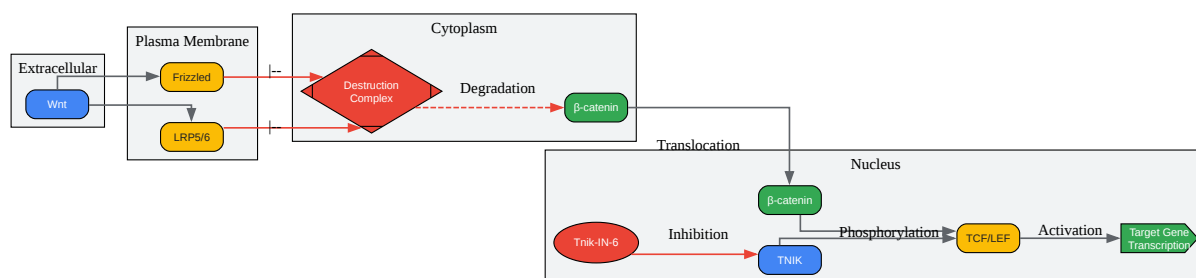 Extracellular
Wnt
Plasma Membrane
Frizzled
LRP5/6
|--
|--
Cytoplasm
Destruction
Complex
Degradation
β-catenin
Translocation
Nucleus
β-catenin
Tnik-IN-6
Inhibition
TNIK
Phosphorylation
TCF/LEF
Activation
Target Gene
Transcription